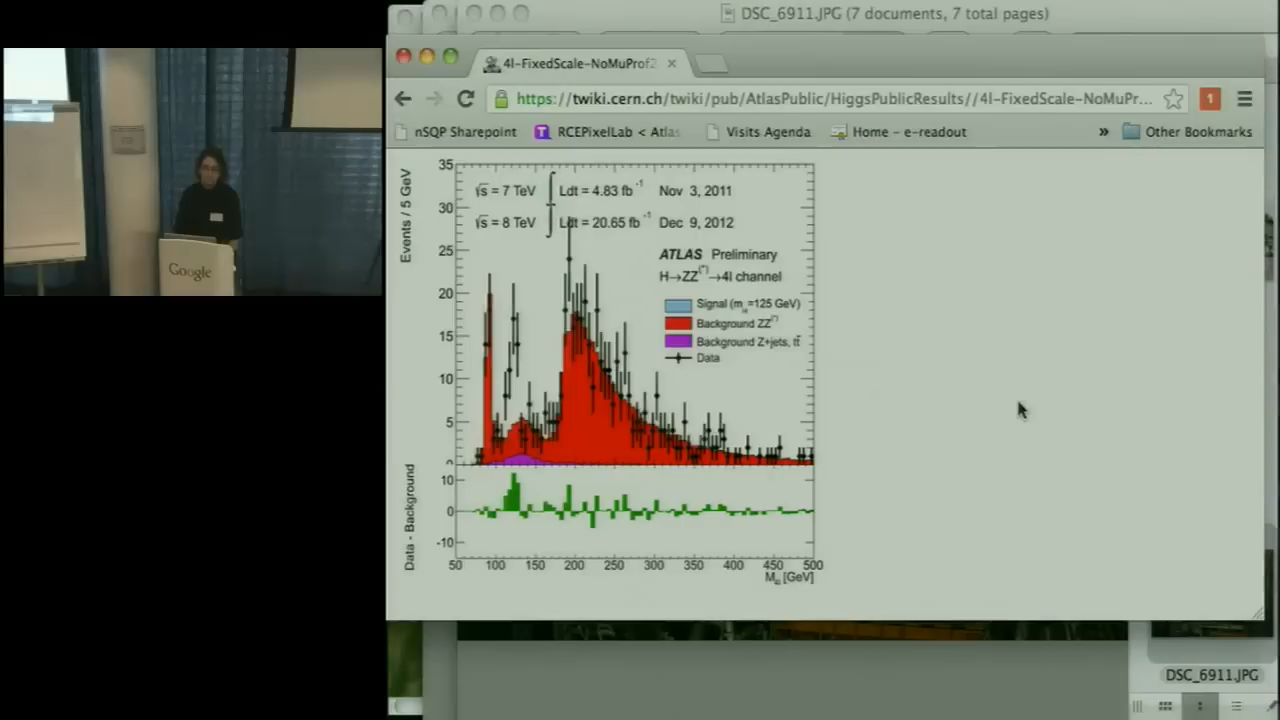 DSC_6911.JPG (7 documents, 7 total pages)
4l-FixedScale-NoMuProf2
https://twiki.cern.ch/twiki/pub/AtlasPublic/HiggsPublicResults//4l-FixedScale-NoMuPr...
1
nSQP Sharepoint
RCEPixelLab < Atlas
Visits Agenda
Home - e-readout
»
Other Bookmarks
Google
Events / 5 GeV
35
30
25
20
15
10
5
0
√s = 7 TeV ∫ Ldt = 4.83 fb⁻¹ Nov 3, 2011
√s = 8 TeV ∫ Ldt = 20.65 fb⁻¹ Dec 9, 2012
ATLAS Preliminary
H→ZZ(*)→4l channel
Signal (mH=125 GeV)
Background ZZ(*)
Background Z+jets, tt̄
Data
Data - Background
10
0
-10
50 100 150 200 250 300 350 400 450 500
M4l [GeV]
DSC_6911.JPG